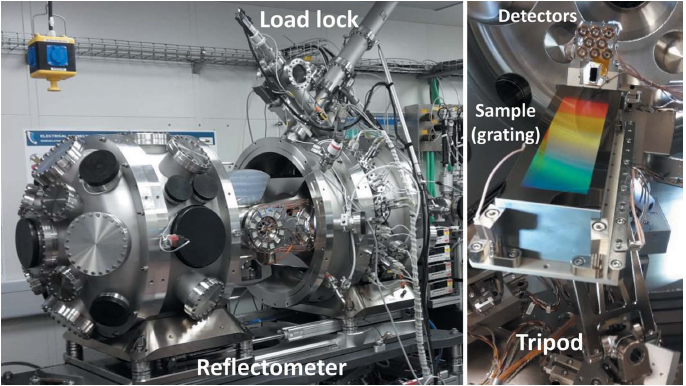 Load lock
Reflectometer
Detectors
Sample
(grating)
Tripod